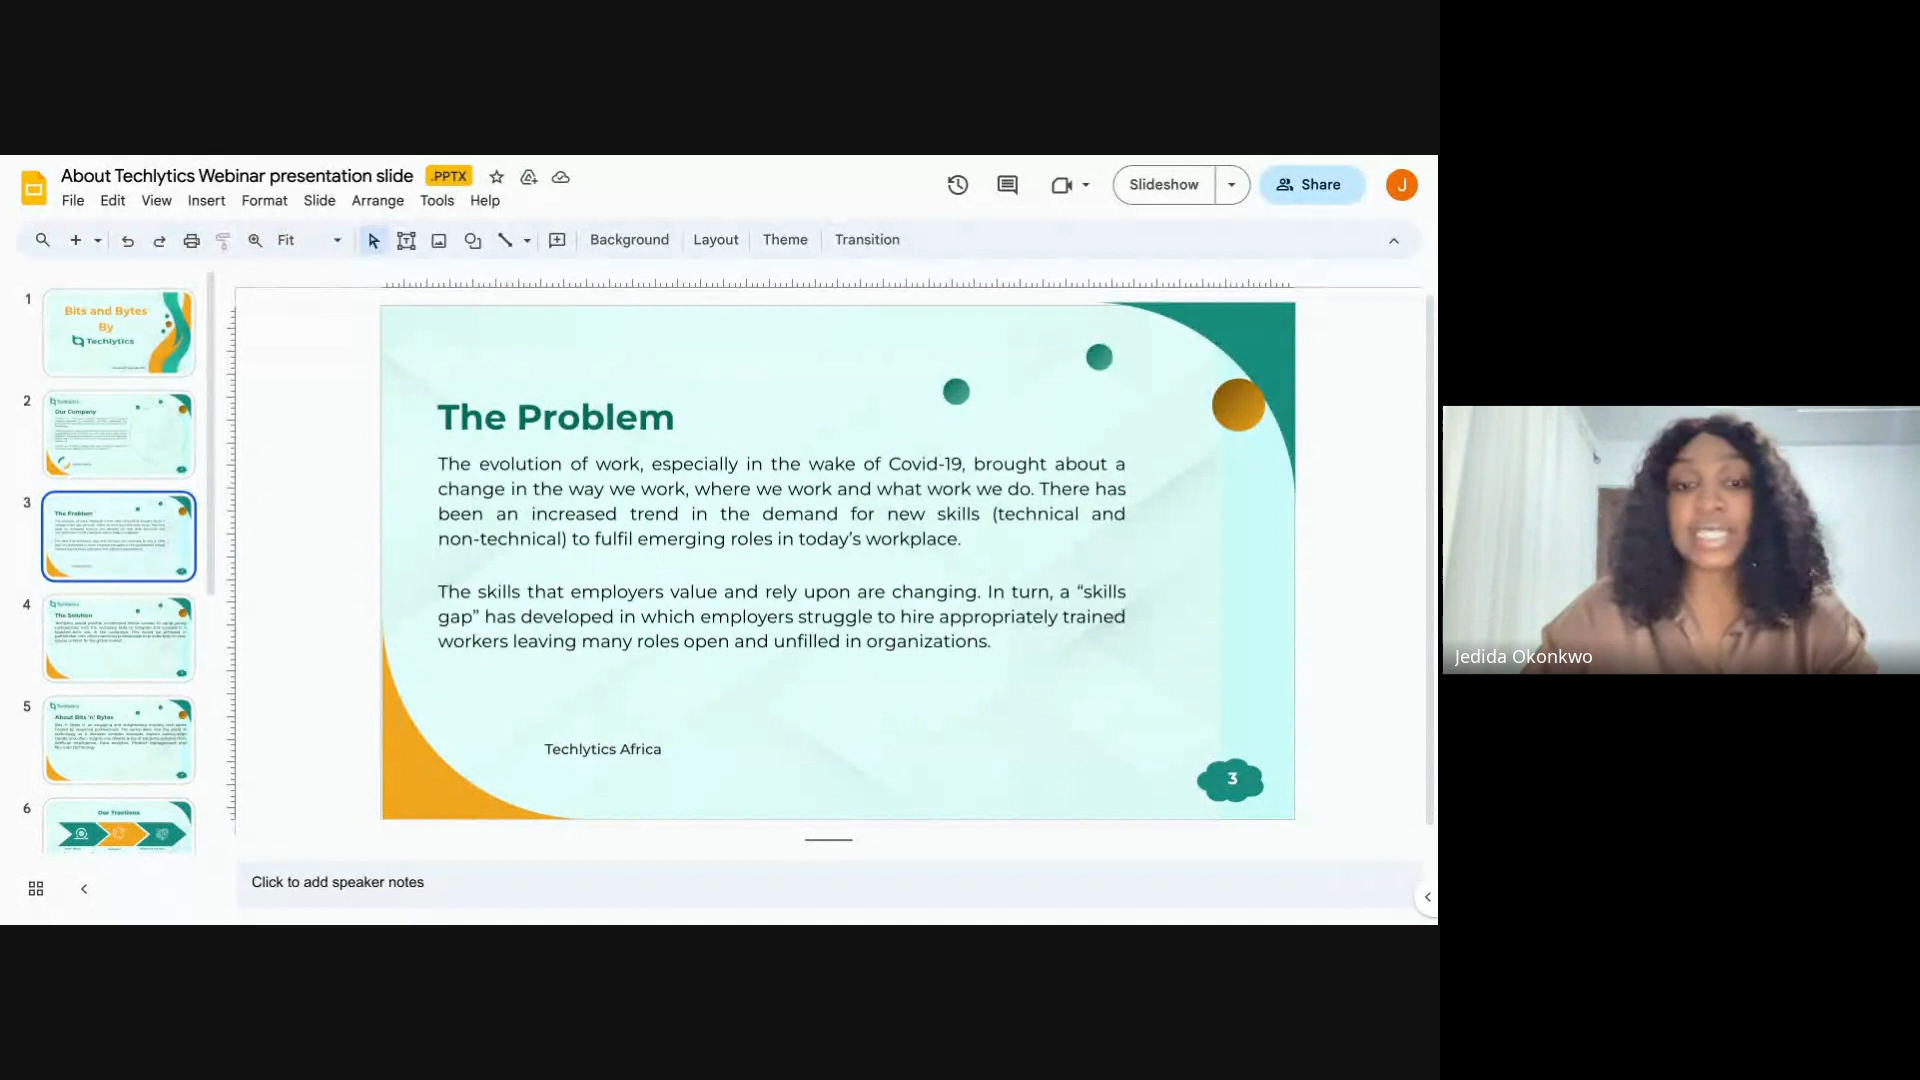 About Techlytics Webinar presentation slide .PPTX
File Edit View Insert Format Slide Arrange Tools Help
Slideshow
Share
J
Fit
Background Layout Theme Transition
1
Bits and Bytes
By
Techlytics
2
Our Company
3
The Problem
4
The Solution
5
About Bits 'n' Bytes
6
Our Tractions
The Problem
The evolution of work, especially in the wake of Covid-19, brought about a
change in the way we work, where we work and what work we do. There has
been an increased trend in the demand for new skills (technical and
non-technical) to fulfil emerging roles in today’s workplace.
The skills that employers value and rely upon are changing. In turn, a “skills
gap” has developed in which employers struggle to hire appropriately trained
workers leaving many roles open and unfilled in organizations.
Techlytics Africa
3
Click to add speaker notes
Jedida Okonkwo